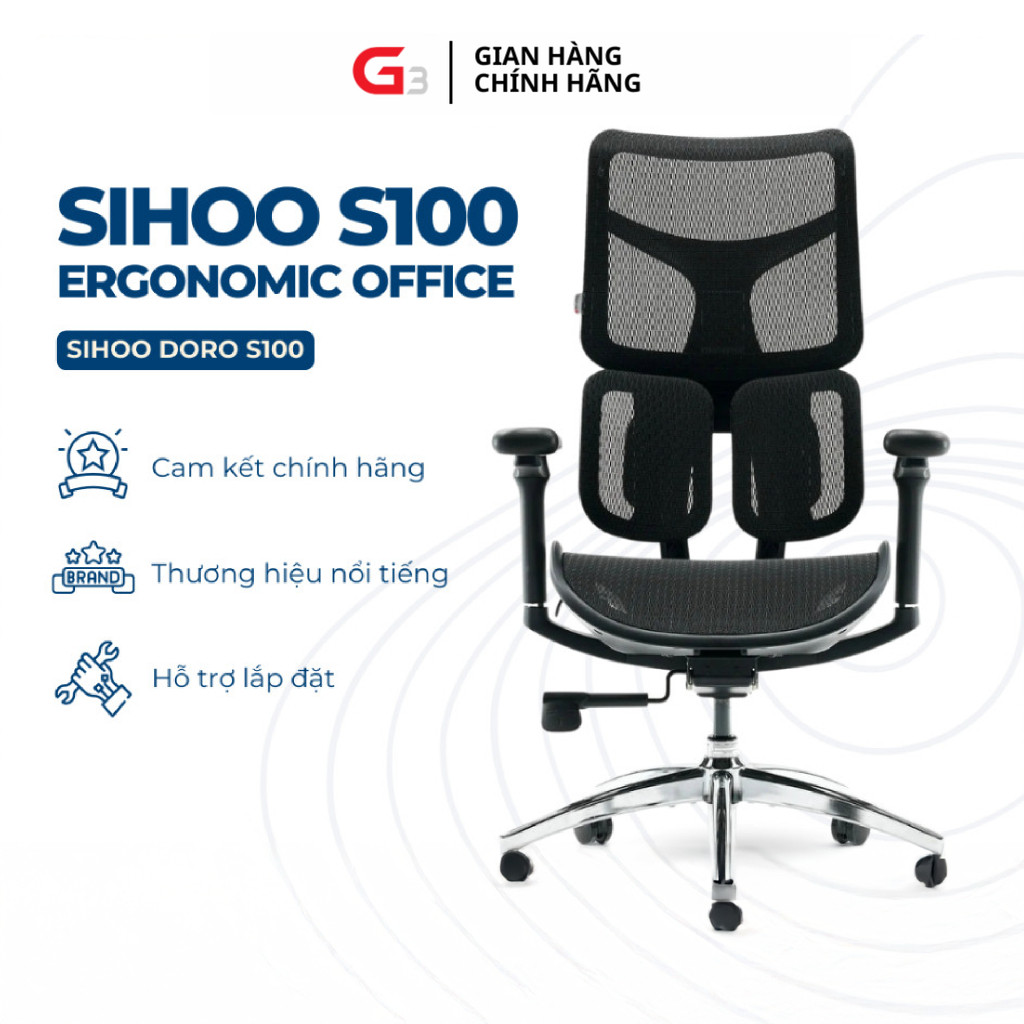 G3
GIAN HÀNG
CHÍNH HÃNG
SIHOO S100
ERGONOMIC OFFICE
SIHOO DORO S100
Cam kết chính hãng
BRAND
Thương hiệu nổi tiếng
Hỗ trợ lắp đặt